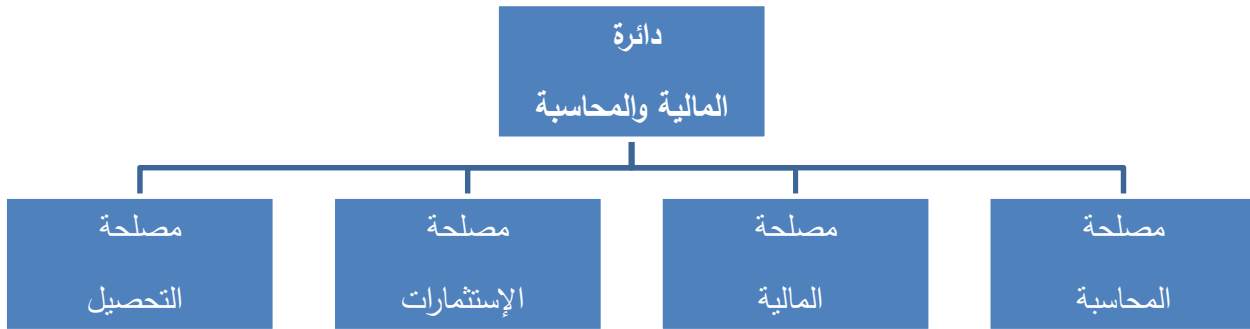 دائرة
المالية والمحاسبة
مصلحة
المحاسبة
مصلحة
المالية
مصلحة
الإستثمارات
مصلحة
التحصيل